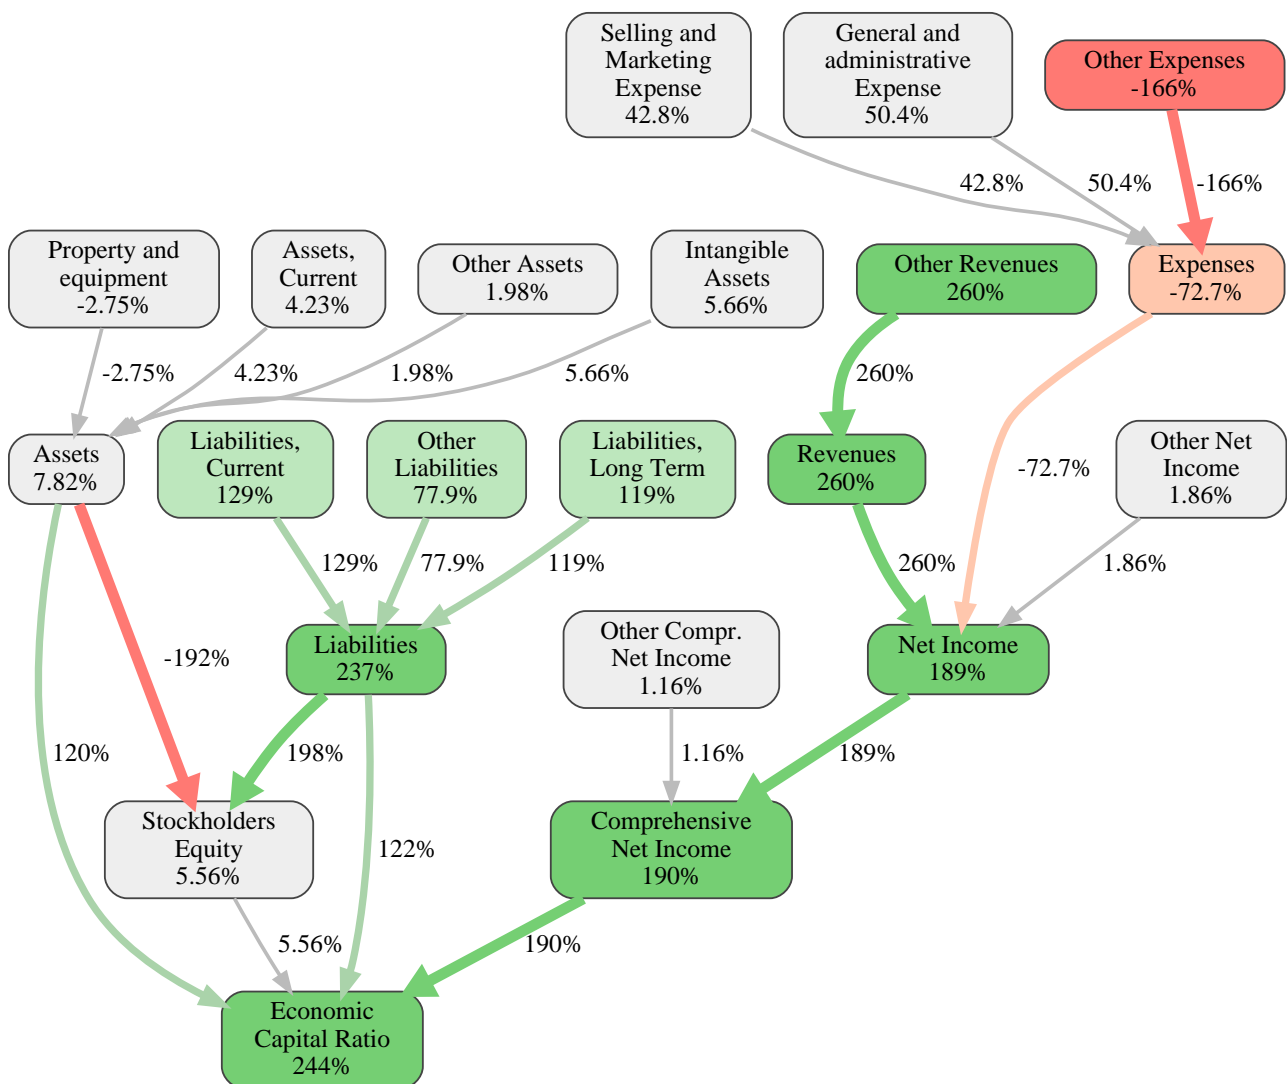 Selling and
Marketing
Expense
42.8%
General and
administrative
Expense
50.4%
Other Expenses
-166%
42.8%
50.4%
-166%
Property and
equipment
-2.75%
Assets,
Current
4.23%
Other Assets
1.98%
Intangible
Assets
5.66%
Other Revenues
260%
Expenses
-72.7%
-2.75%
4.23%
1.98%
5.66%
260%
Assets
7.82%
Liabilities,
Current
129%
Other
Liabilities
77.9%
Liabilities,
Long Term
119%
Revenues
260%
-72.7%
Other Net
Income
1.86%
129%
77.9%
119%
260%
1.86%
-192%
Liabilities
237%
Other Compr.
Net Income
1.16%
Net Income
189%
120%
198%
1.16%
189%
Stockholders
Equity
5.56%
122%
Comprehensive
Net Income
190%
5.56%
190%
Economic
Capital Ratio
244%